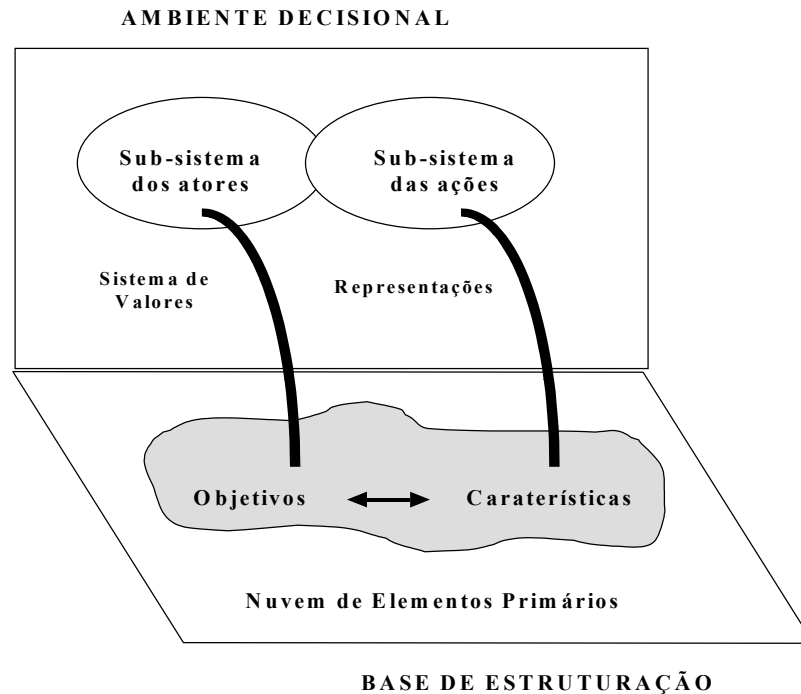 AMBIENTE DECISIONAL
Sub-sistema
dos atores
Sub-sistema
das ações
Sistema de
Valores
Representações
Objetivos
Caraterísticas
Nuvem de Elementos Primários
BASE DE ESTRUTURAÇÃO